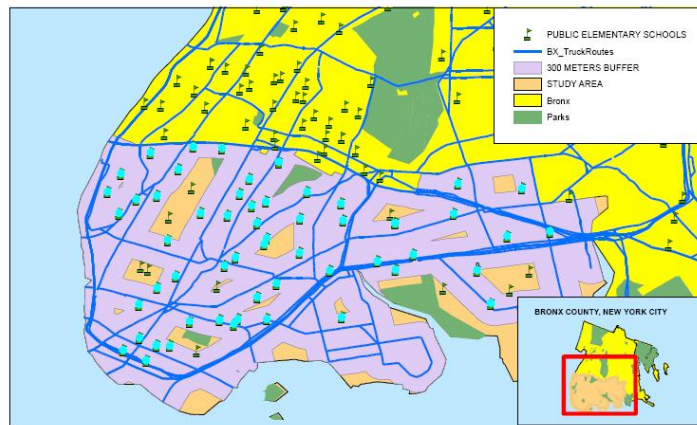 PUBLIC ELEMENTARY SCHOOLS
BX_TruckRoutes
300 METERS BUFFER
STUDY AREA
Bronx
Parks
BRONX COUNTY, NEW YORK CITY